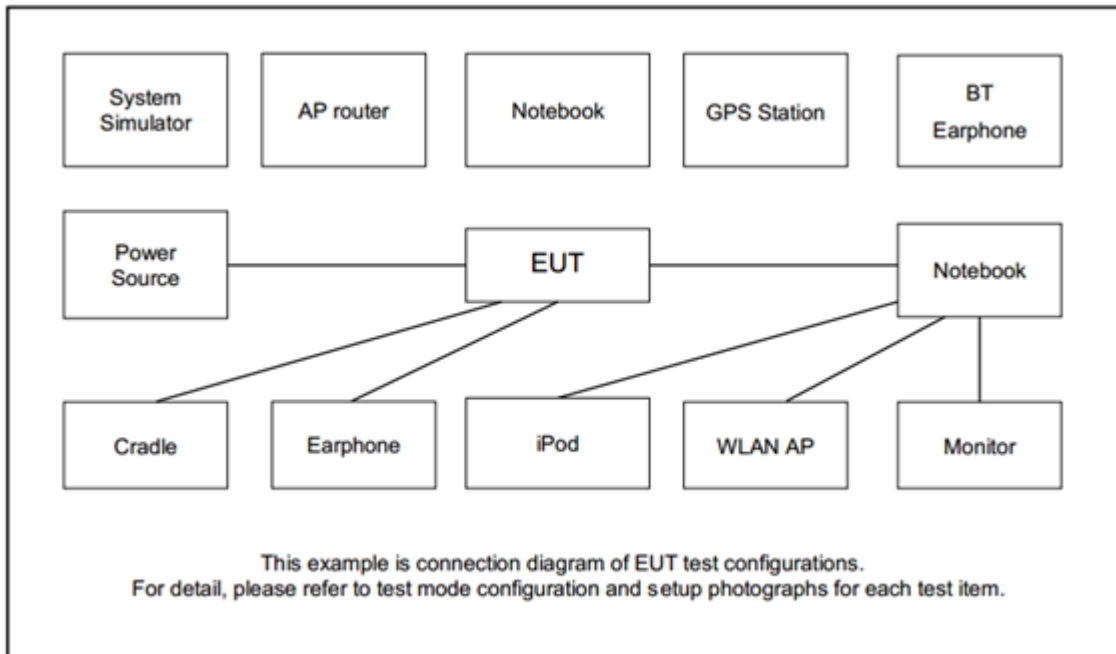 System
Simulator
AP router
Notebook
GPS Station
BT
Earphone
Power
Source
EUT
Notebook
Cradle
Earphone
iPod
WLAN AP
Monitor
This example is connection diagram of EUT test configurations.
For detail, please refer to test mode configuration and setup photographs for each test item.